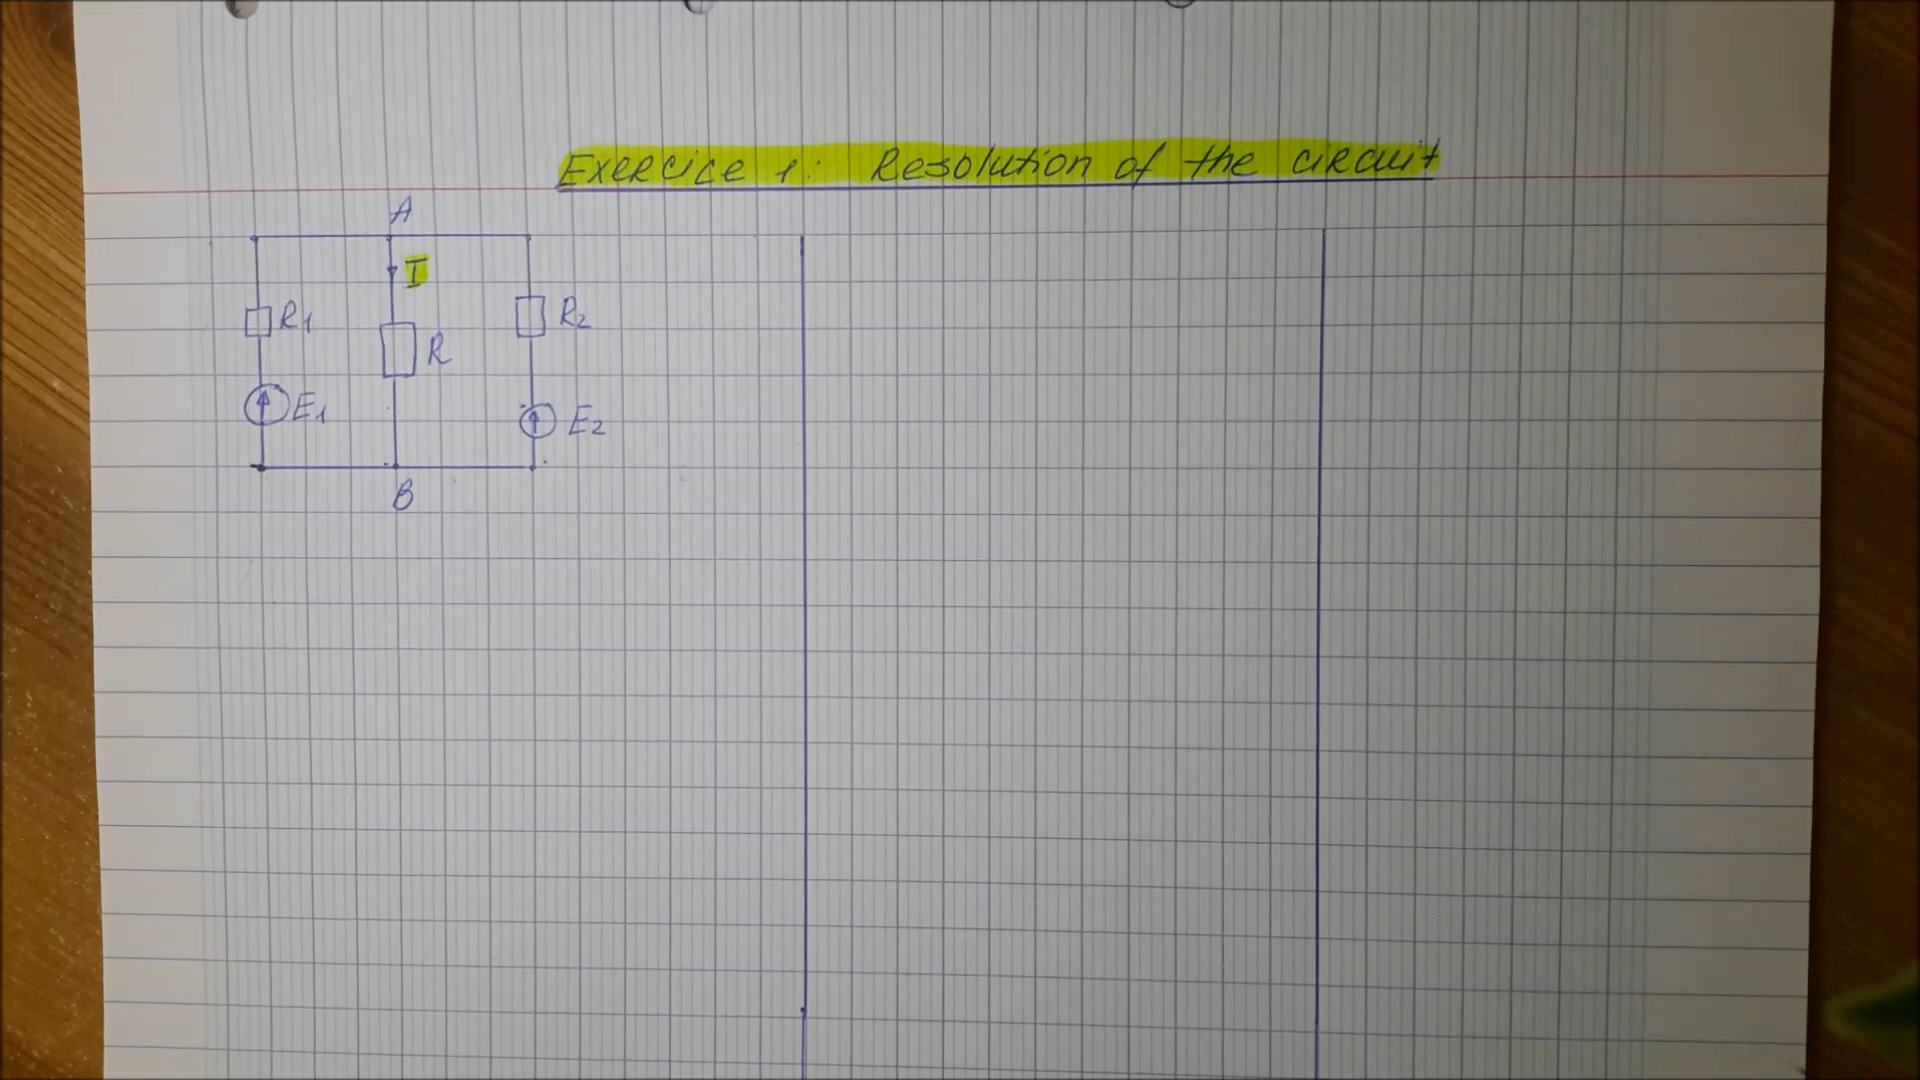 Exercice 1: Resolution of the circuit
A
I
R1
R2
R
E1
E2
B